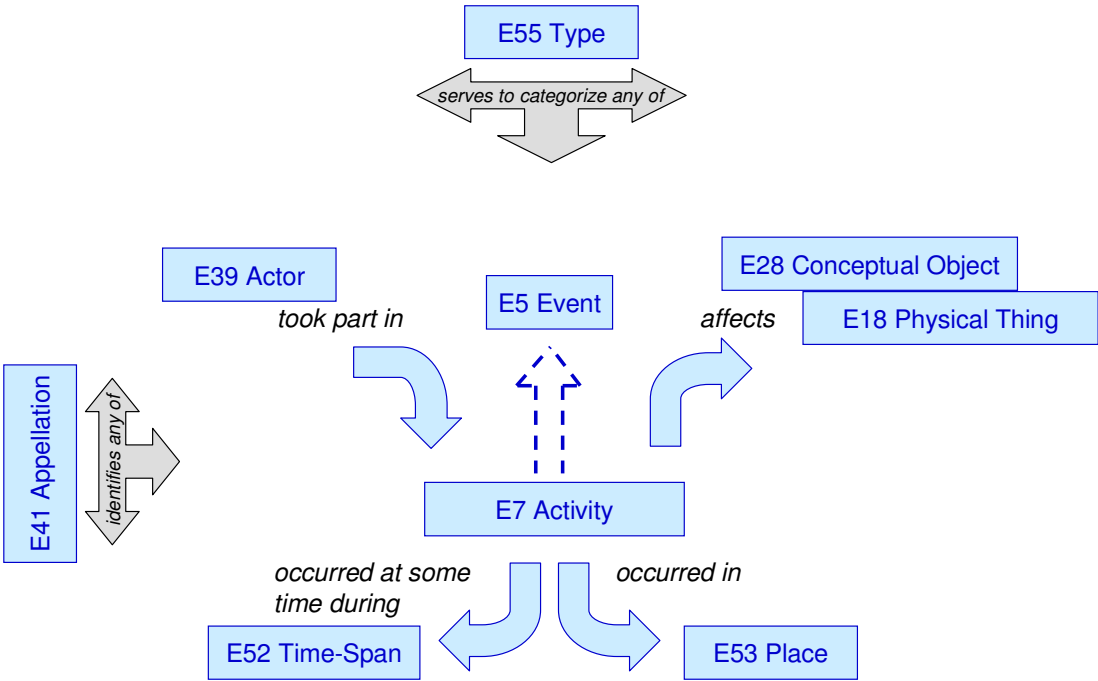 E55 Type
serves to categorize any of
E39 Actor
took part in
E5 Event
affects
E28 Conceptual Object
E18 Physical Thing
E41 Appellation
identifies any of
E7 Activity
occurred at some
time during
occurred in
E52 Time-Span
E53 Place